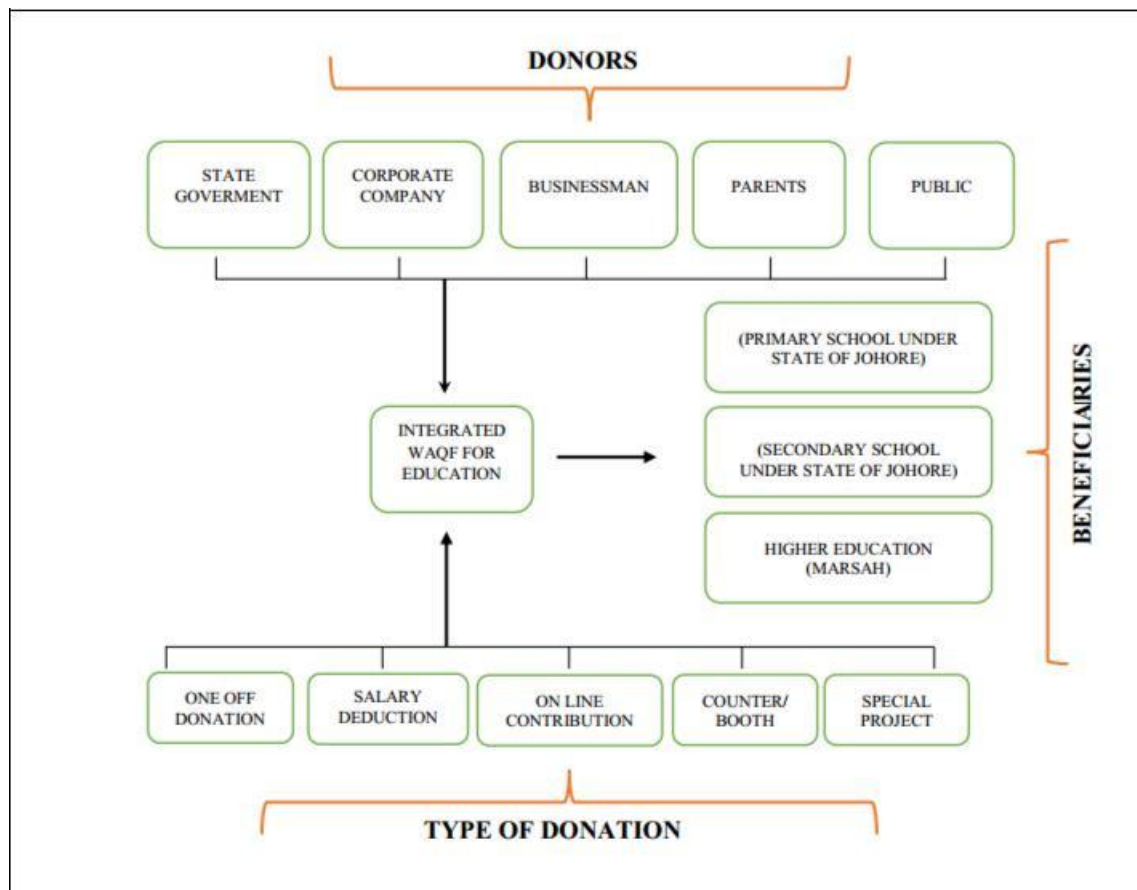 DONORS
STATE
GOVERMENT
CORPORATE
COMPANY
BUSINESSMAN
PARENTS
PUBLIC
(PRIMARY SCHOOL UNDER
STATE OF JOHORE)
INTEGRATED
WAQF FOR
EDUCATION
(SECONDARY SCHOOL
UNDER STATE OF JOHORE)
HIGHER EDUCATION
(MARSAH)
BENEFICIARIES
ONE OFF
DONATION
SALARY
DEDUCTION
ON LINE
CONTRIBUTION
COUNTER/
BOOTH
SPECIAL
PROJECT
TYPE OF DONATION